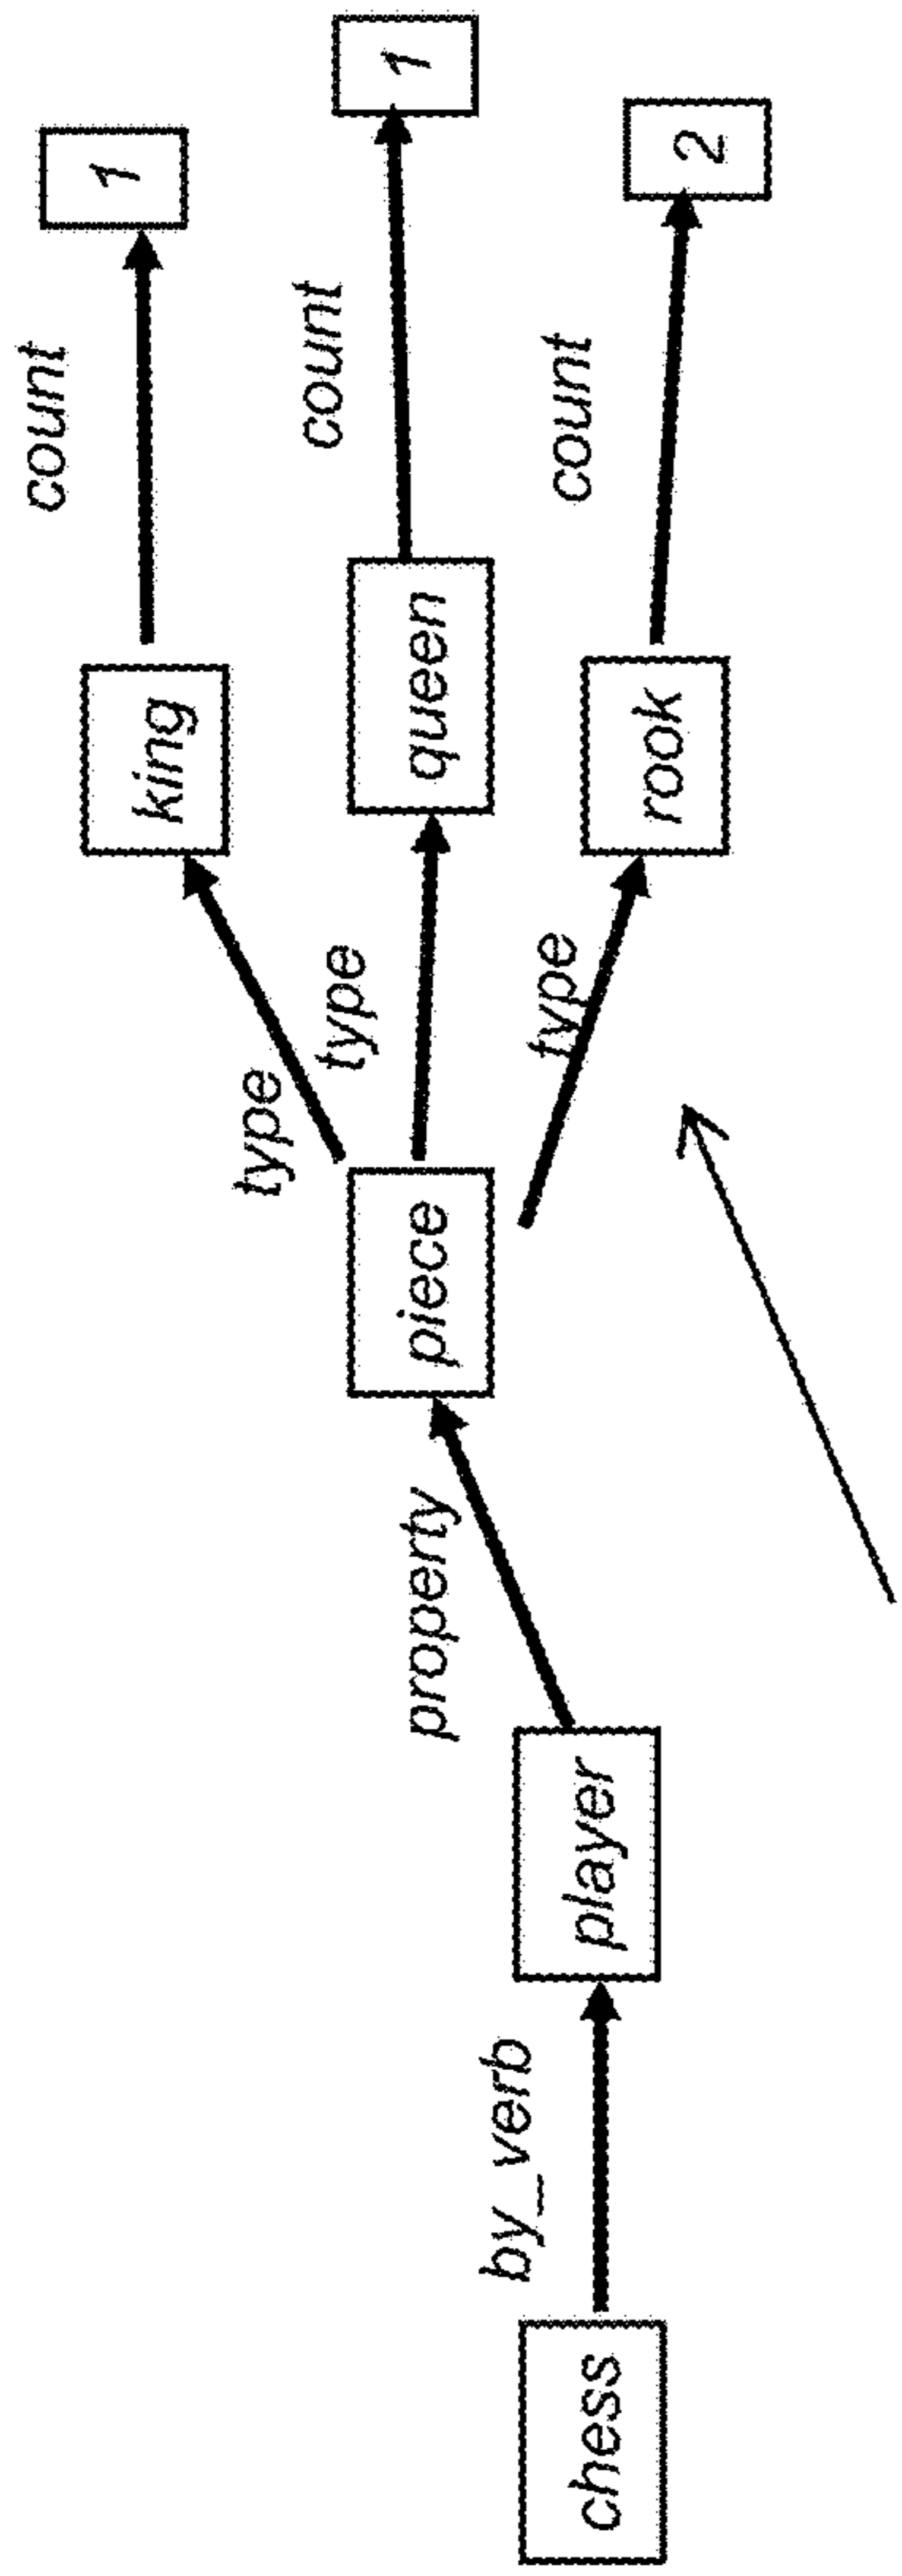 chess
by_verb
player
property
piece
type
king
count
1
type
queen
count
1
type
rook
count
2